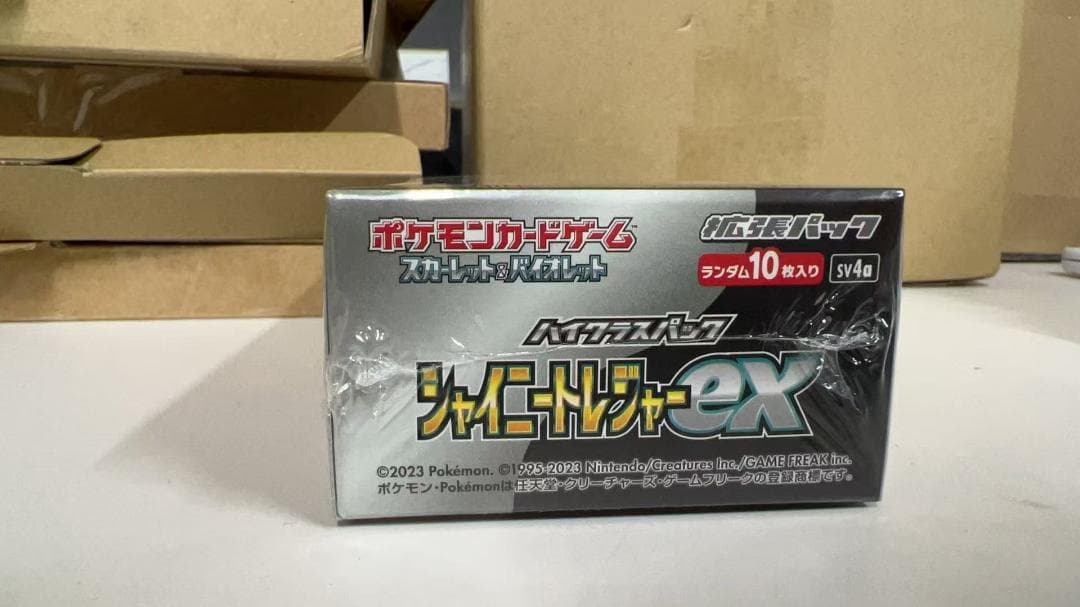 ポケモンカードゲーム
スカーレット&バイオレット
拡張パック
ランダム10枚入り
SV4a
ハイクラスパック
シャイニートレジャーex
©2023 Pokémon. ©1995-2023 Nintendo/Creatures Inc./GAME FREAK inc.
ポケモン・Pokémonは任天堂・クリーチャーズ・ゲームフリークの登録商標です。